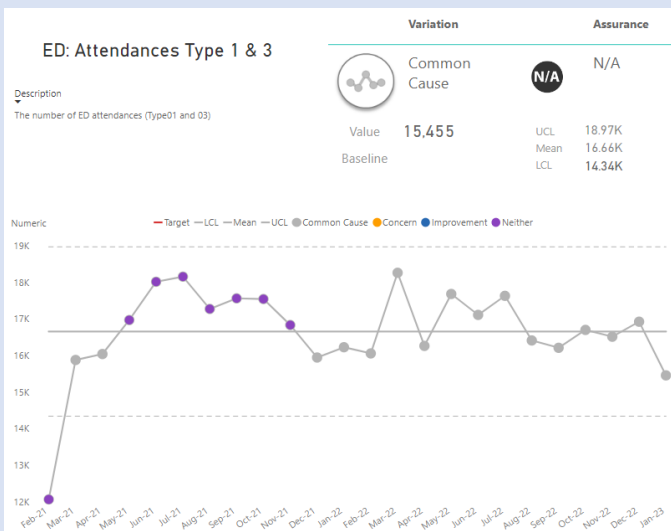 Variation Assurance
ED: Attendances Type 1 & 3
Common Cause
N/A
N/A
Description
The number of ED attendances (Type01 and 03)
Value 15,455
Baseline
UCL 18.97K
Mean 16.66K
LCL 14.34K
Numeric
Target LCL Mean UCL Common Cause Concern Improvement Neither
19K
18K
17K
16K
15K
14K
13K
12K
Feb-21 Mar-21 Apr-21 May-21 Jun-21 Jul-21 Aug-21 Sep-21 Oct-21 Nov-21 Dec-21 Jan-22 Feb-22 Mar-22 Apr-22 May-22 Jun-22 Jul-22 Aug-22 Sep-22 Oct-22 Nov-22 Dec-22 Jan-23